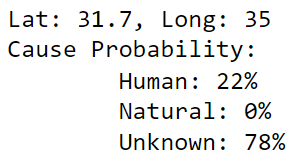 Lat: 31.7, Long: 35
Cause Probability:
Human: 22%
Natural: 0%
Unknown: 78%